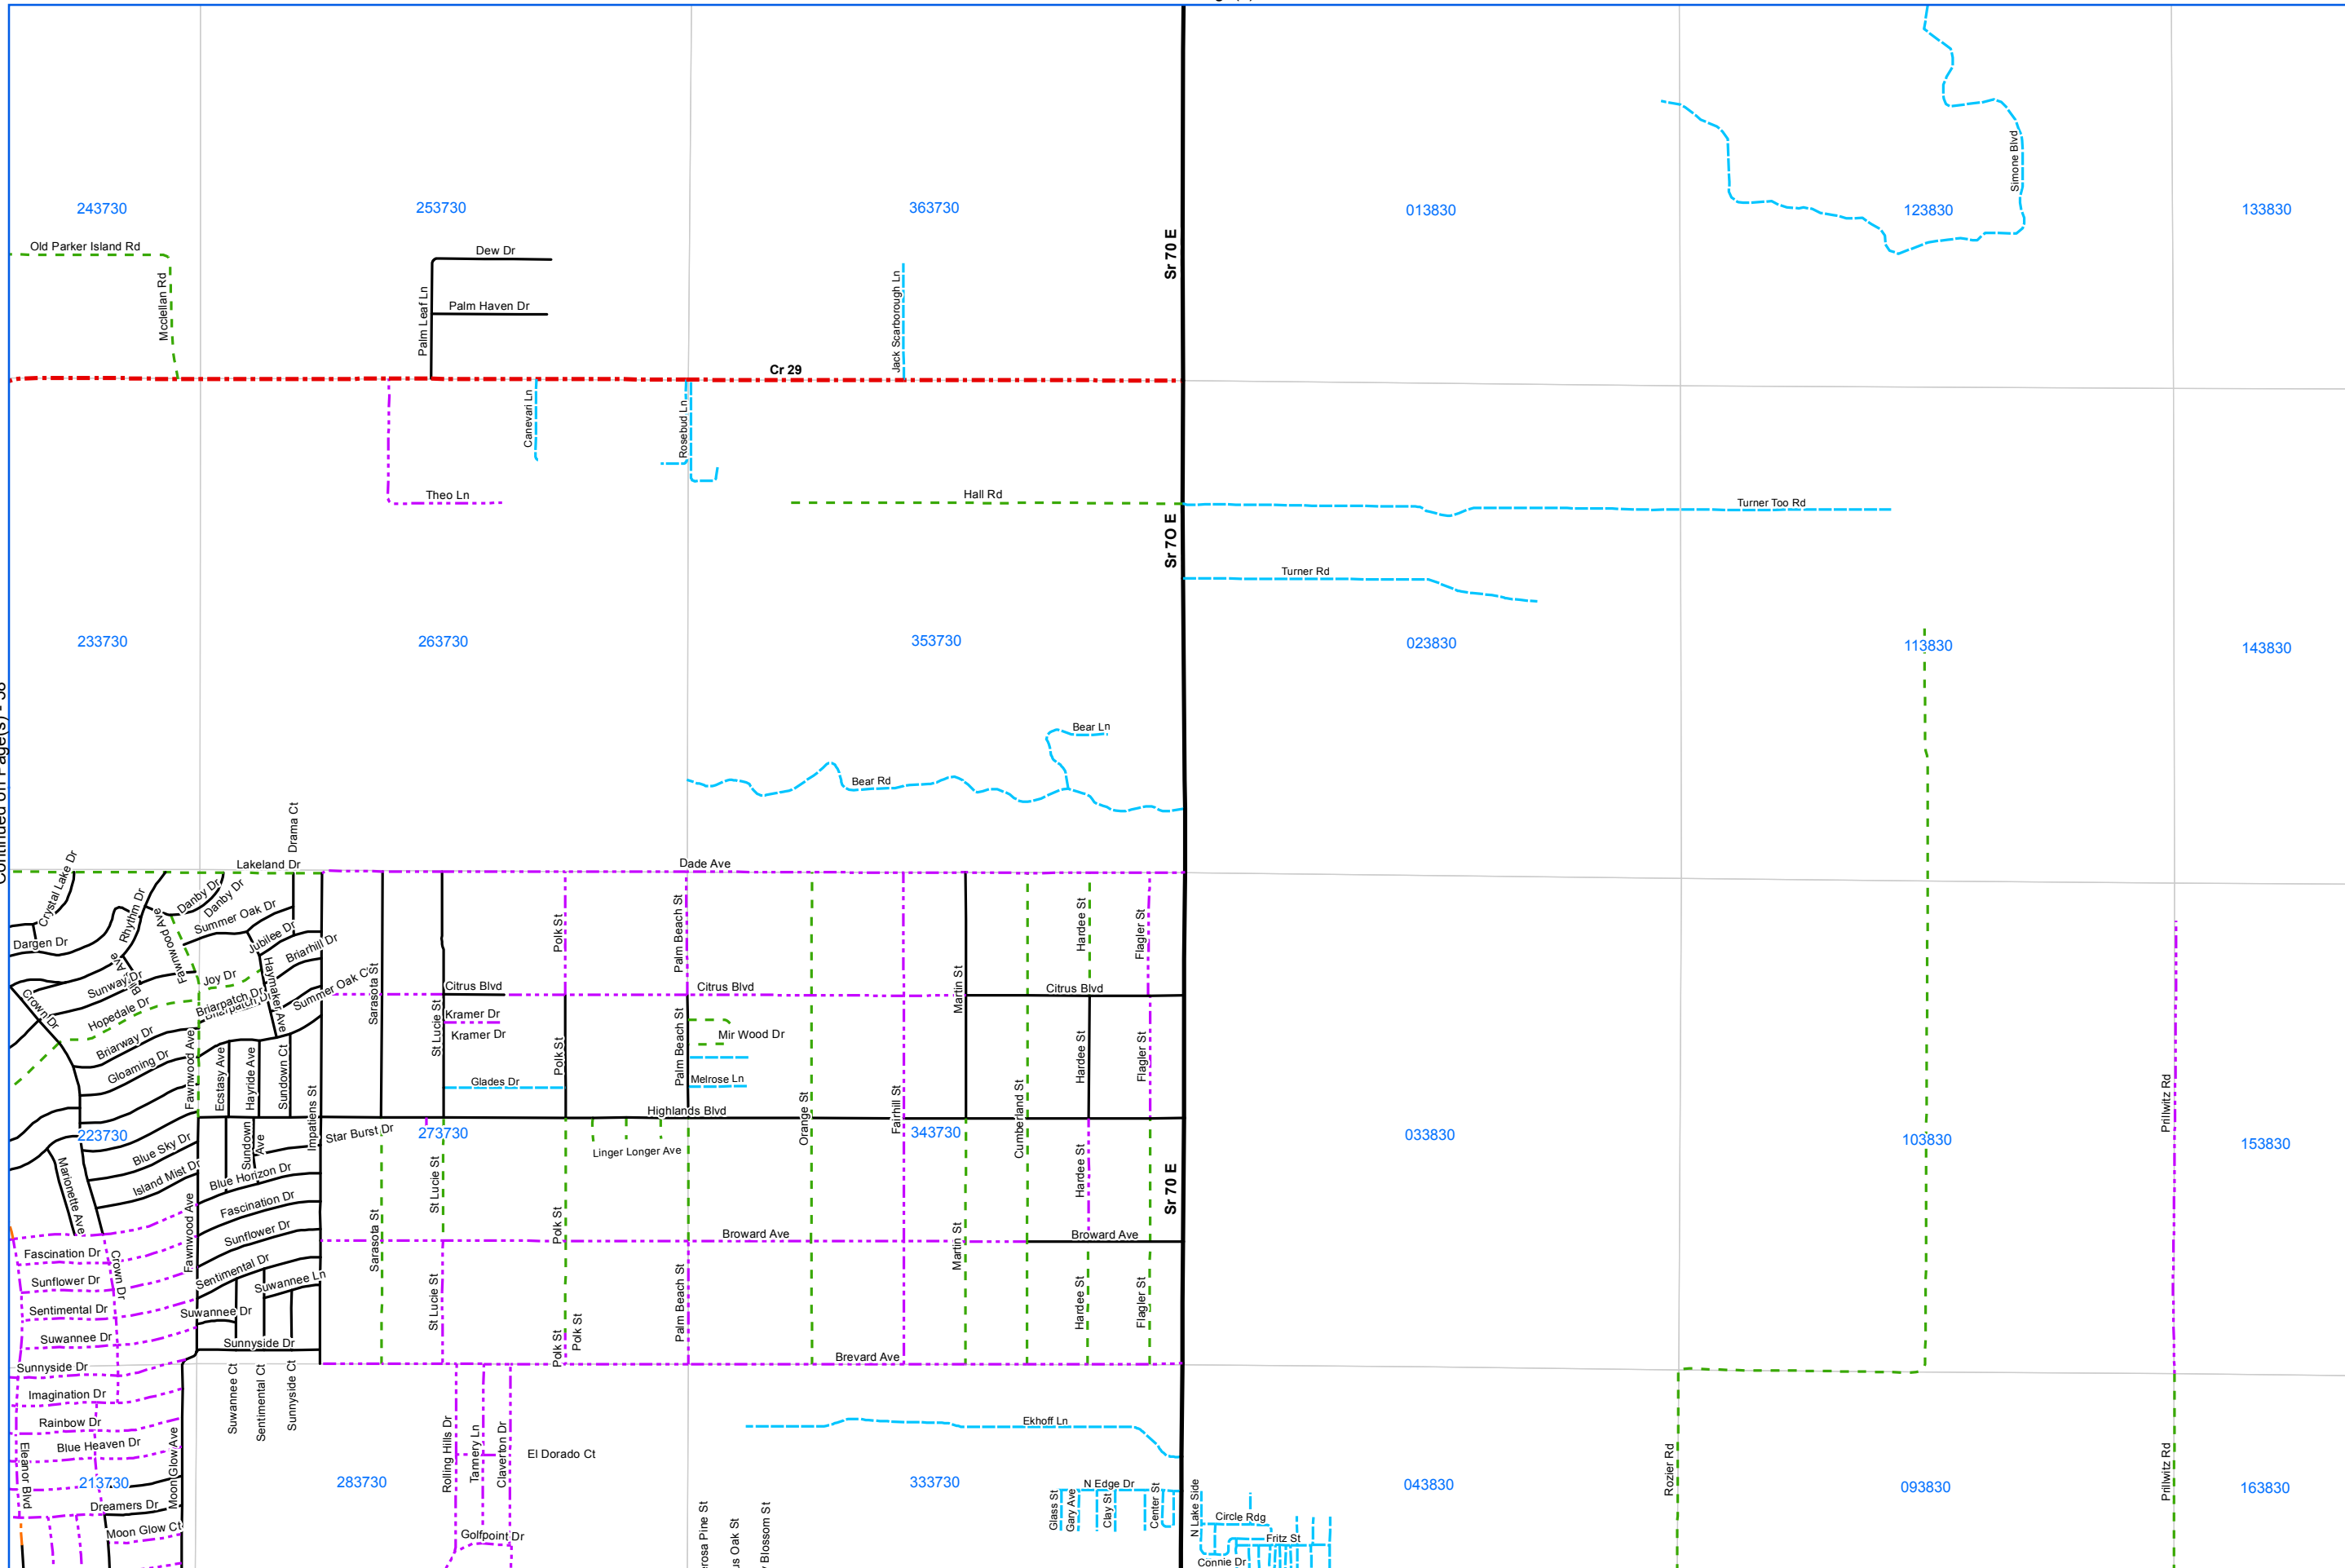 243730
253730
363730
013830
123830
133830
Simone Blvd
Sr 70 E
Old Parker Island Rd
Mcclellan Rd
Dew Dr
Palm Haven Dr
Palm Leaf Ln
Jack Scarborough Ln
Cr 29
Canevari Ln
Rosebud Ln
Theo Ln
Hall Rd
Turner Too Rd
Sr 7O E
Turner Rd
233730
263730
353730
023830
113830
143830
Bear Ln
Bear Rd
Drama Ct
Lakeland Dr
Dade Ave
Crystal Lake Dr
Rhythm Dr
Danby Dr
Danby Dr
Fawnwood Ave
Summer Oak Dr
Dargen Dr
Jubilee Dr
Briarhill Dr
Haymaker Ave
Sunway Dr
Joy Dr
Briarpatch Dr
Crown Dr
Hopedale Dr
Briarway Dr
Gloaming Dr
Sarasota St
St Lucie St
Polk St
Palm Beach St
Martin St
Hardee St
Flagler St
Citrus Blvd
Citrus Blvd
Citrus Blvd
Kramer Dr
Kramer Dr
Mir Wood Dr
Glades Dr
Melrose Ln
Polk St
Palm Beach St
Hardee St
Flagler St
Fawnwood Ave
Ecstasy Ave
Hayride Ave
Sundown Ct
Impatiens St
Highlands Blvd
Orange St
Fairhill St
Cumberland St
Prillwitz Rd
223730
273730
343730
033830
103830
153830
Star Burst Dr
Linger Longer Ave
Blue Sky Dr
Island Mist Dr
Sundown Ave
Blue Horizon Dr
Marionette Ave
Fawnwood Ave
Fascination Dr
Sunflower Dr
Sentimental Dr
Suwannee Ln
Suwannee Dr
Sunnyside Dr
St Lucie St
Sarasota St
Polk St
Hardee St
Sr 70 E
Broward Ave
Broward Ave
Martin St
Fascination Dr
Crown Dr
Sunflower Dr
Sentimental Dr
Suwannee Dr
Sunnyside Dr
St Lucie St
Polk St
Polk St
Palm Beach St
Hardee St
Flagler St
Brevard Ave
Imagination Dr
Rainbow Dr
Blue Heaven Dr
Eleanor Blvd
Moon Glow Ave
Suwannee Ct
Sentimental Ct
Sunnyside Ct
Rolling Hills Dr
Tannery Ln
Claverton Dr
El Dorado Ct
Ekhoff Ln
Rozier Rd
Prillwitz Rd
213730
283730
333730
043830
093830
163830
Dreamers Dr
Moon Glow Ct
Golfpoint Dr
N Edge Dr
Glass St
Gary Ave
Clay St
Center St
N Lake Side
Circle Rdg
Fritz St
Connie Dr